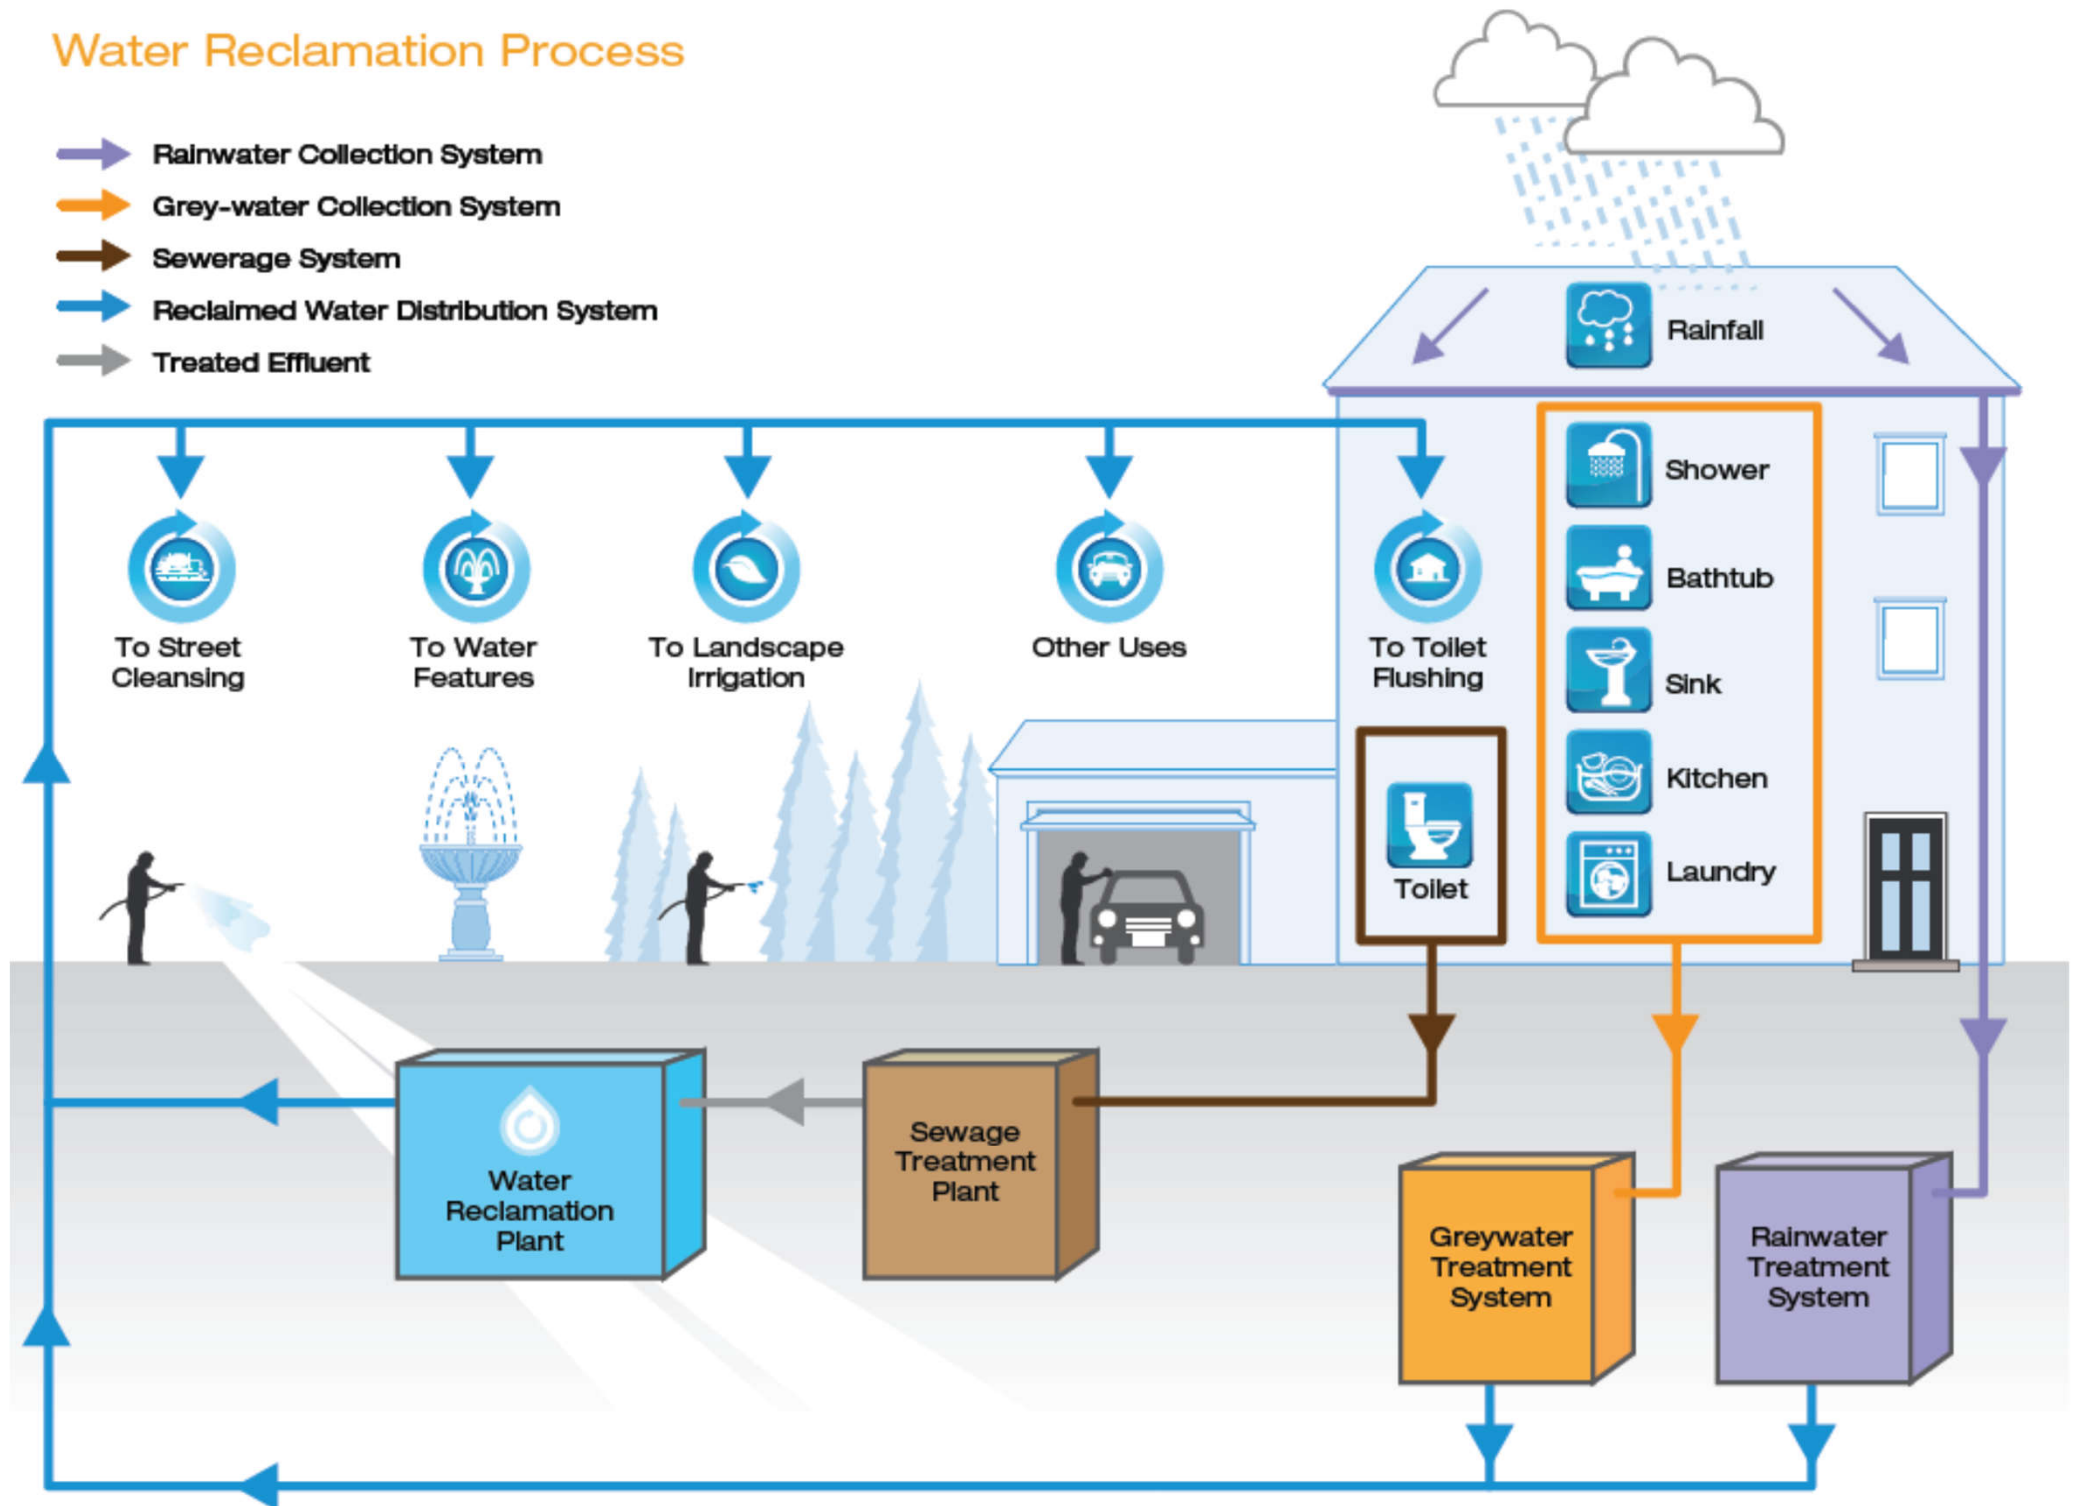 Water Reclamation Process
Rainwater Collection System
Grey-water Collection System
Sewerage System
Reclaimed Water Distribution System
Treated Effluent
Rainfall
Shower
Bathtub
Sink
Kitchen
Laundry
To Street
Cleansing
To Water
Features
To Landscape
Irrigation
Other Uses
To Toilet
Flushing
Toilet
Water
Reclamation
Plant
Sewage
Treatment
Plant
Greywater
Treatment
System
Rainwater
Treatment
System